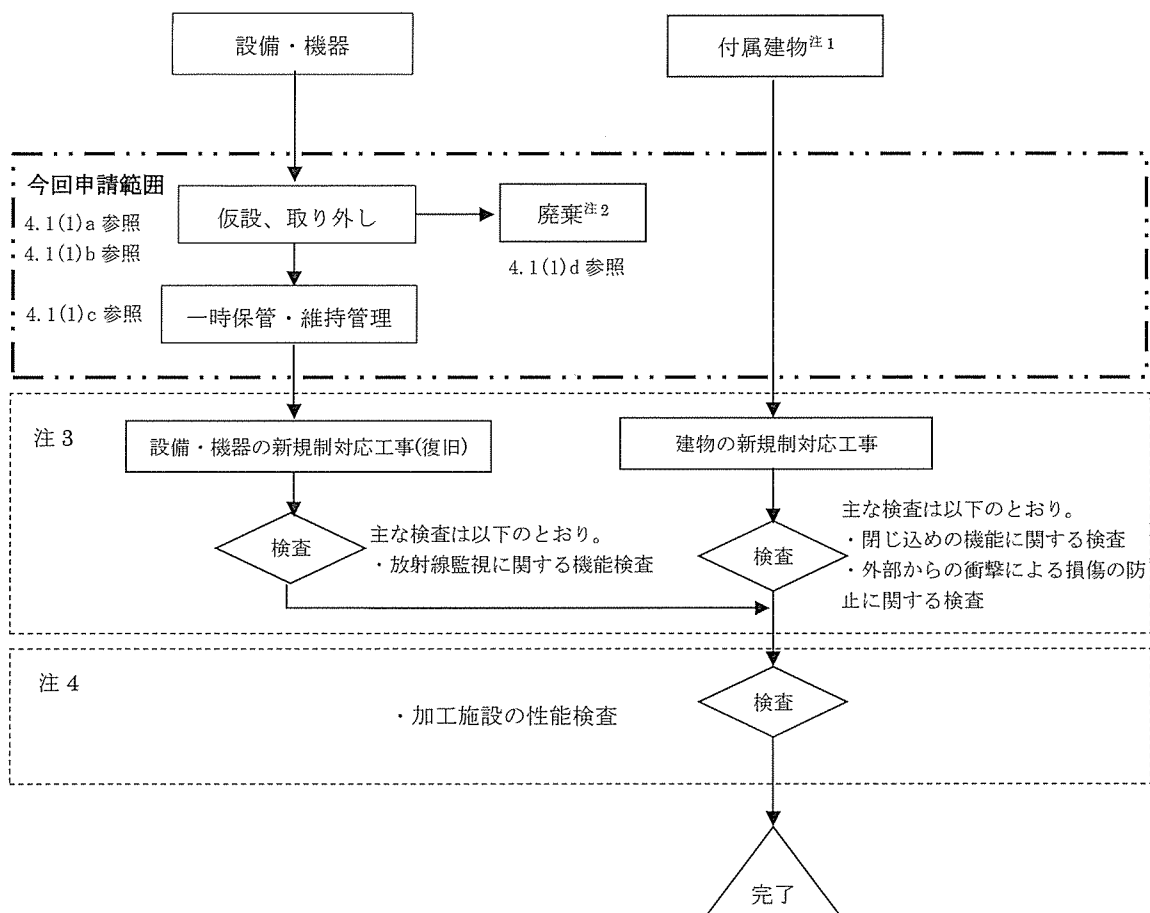 設備・機器
付属建物注1
今回申請範囲
4.1(1)a 参照
4.1(1)b 参照
仮設、取り外し
廃棄注2
4.1(1)d 参照
4.1(1)c 参照
一時保管・維持管理
注3
設備・機器の新規制対応工事(復旧)
建物の新規制対応工事
検査
主な検査は以下のとおり。
・放射線監視に関する機能検査
検査
主な検査は以下のとおり。
・閉じ込めの機能に関する検査
・外部からの衝撃による損傷の防
止に関する検査
注4
・加工施設の性能検査
検査
完了